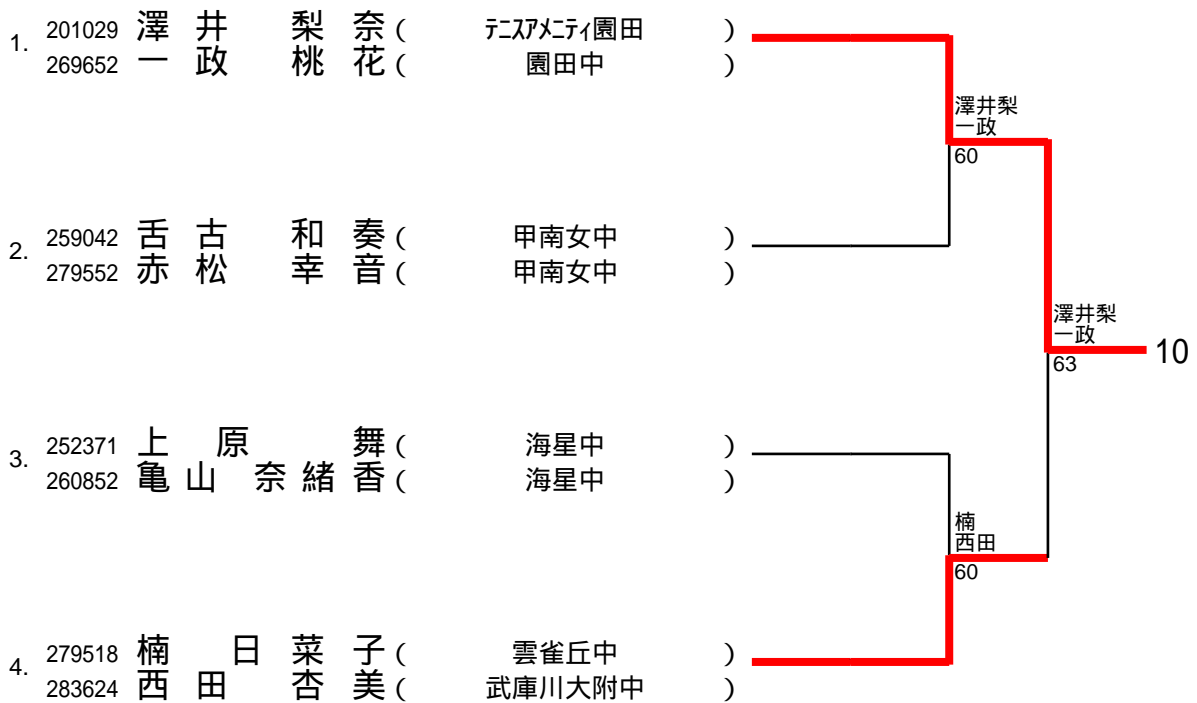 1. 201029 澤井 梨奈 ( テニスアメニティ園田 )
269652 一政 桃花 ( 園田中 )
澤井梨
一政
60
2. 259042 舌古 和奏 ( 甲南女中 )
279552 赤松 幸音 ( 甲南女中 )
澤井梨
一政
63
10
3. 252371 上原 舞 ( 海星中 )
260852 亀山 奈緒香 ( 海星中 )
楠
西田
60
4. 279518 楠 日菜子 ( 雲雀丘中 )
283624 西田 杏美 ( 武庫川大附中 )